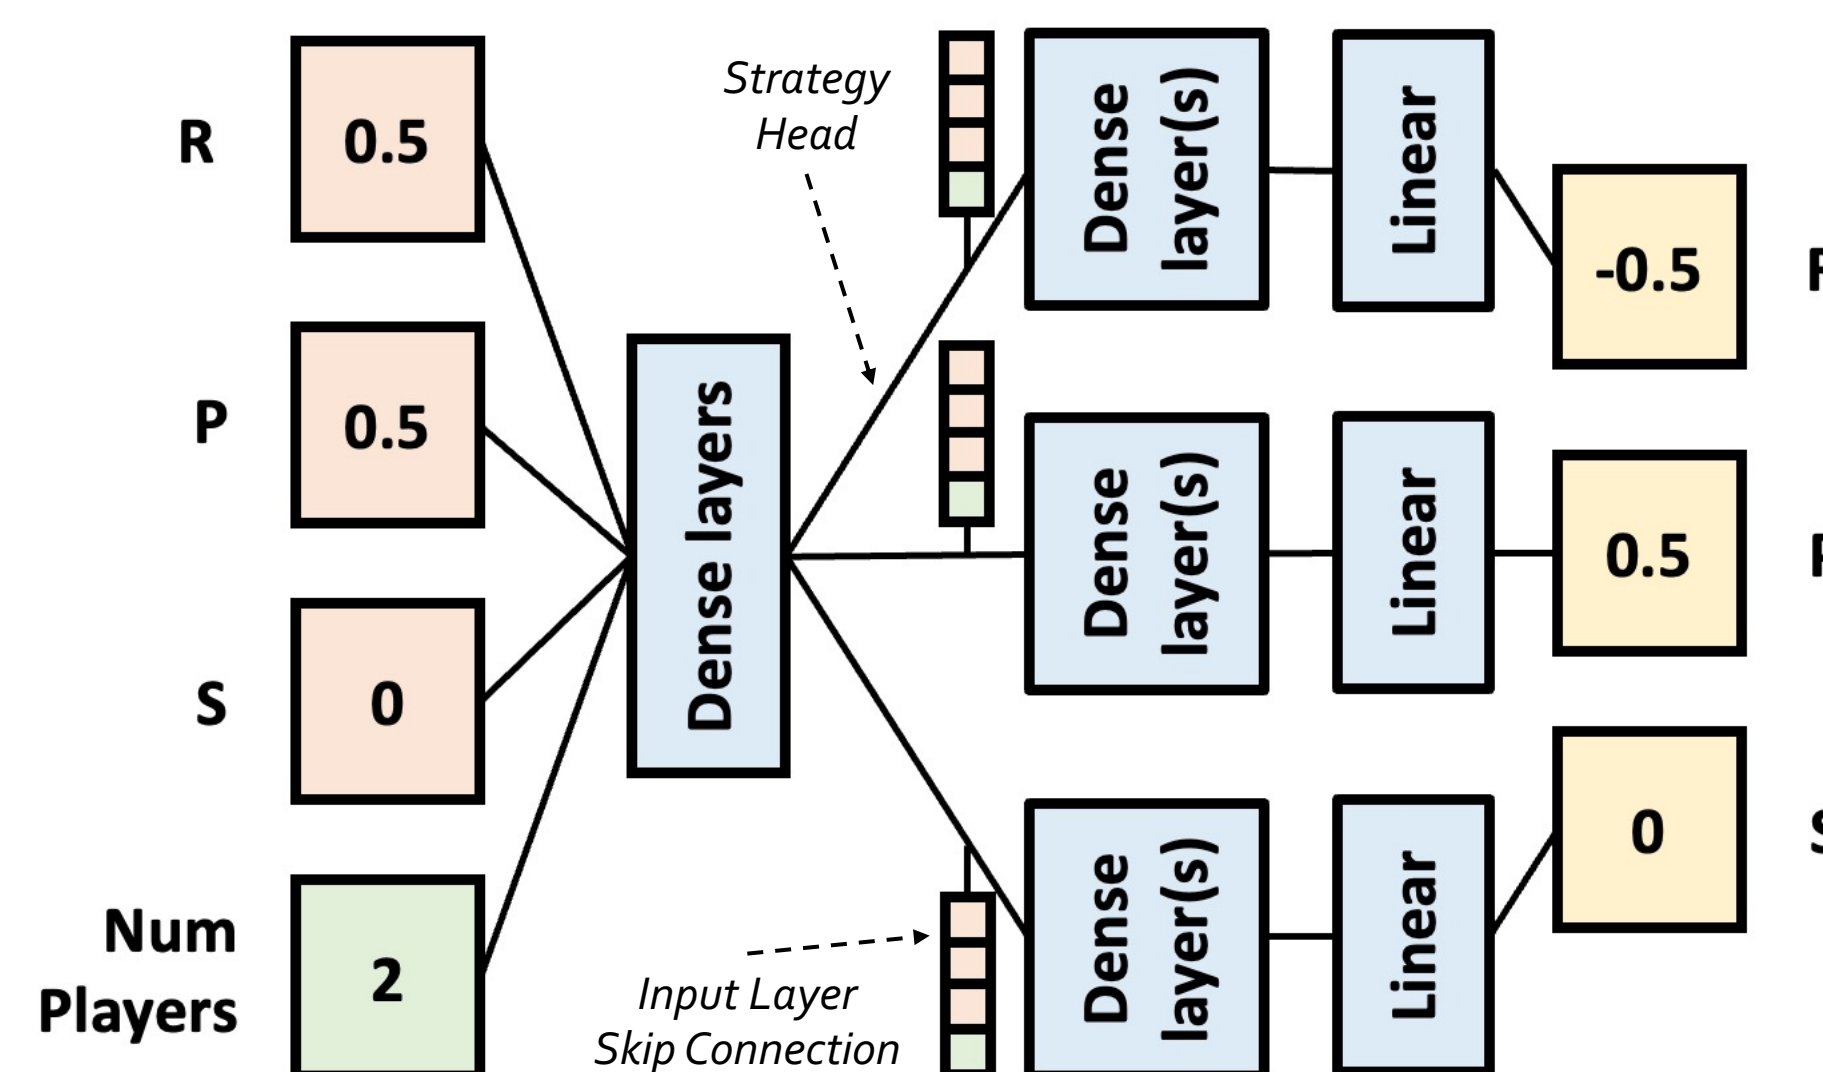 R
0.5
P
0.5
S
0
Num
Players
2
Dense layers
Strategy
Head
Input Layer
Skip Connection
Dense
layer(s)
Linear
-0.5
Dense
layer(s)
Linear
0.5
Dense
layer(s)
Linear
0